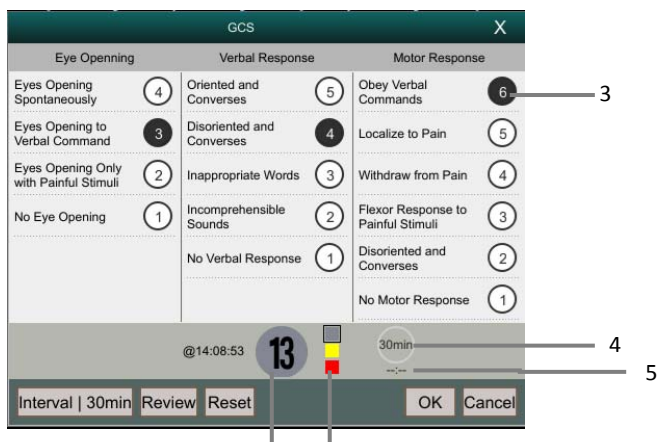 GCS X
Eye Openning Verbal Response Motor Response
Eyes Opening
Spontaneously 4
Eyes Opening to
Verbal Command 3
Eyes Opening Only
with Painful Stimuli 2
No Eye Opening 1
Oriented and
Converses 5
Disoriented and
Converses 4
Inappropriate Words 3
Incomprehensible
Sounds 2
No Verbal Response 1
Obey Verbal
Commands 6
Localize to Pain 5
Withdraw from Pain 4
Flexor Response to
Painful Stimuli 3
Disoriented and
Converses 2
No Motor Response 1
3
@14:08:53 13 30min
--:--
4
5
Interval | 30min Review Reset OK Cancel